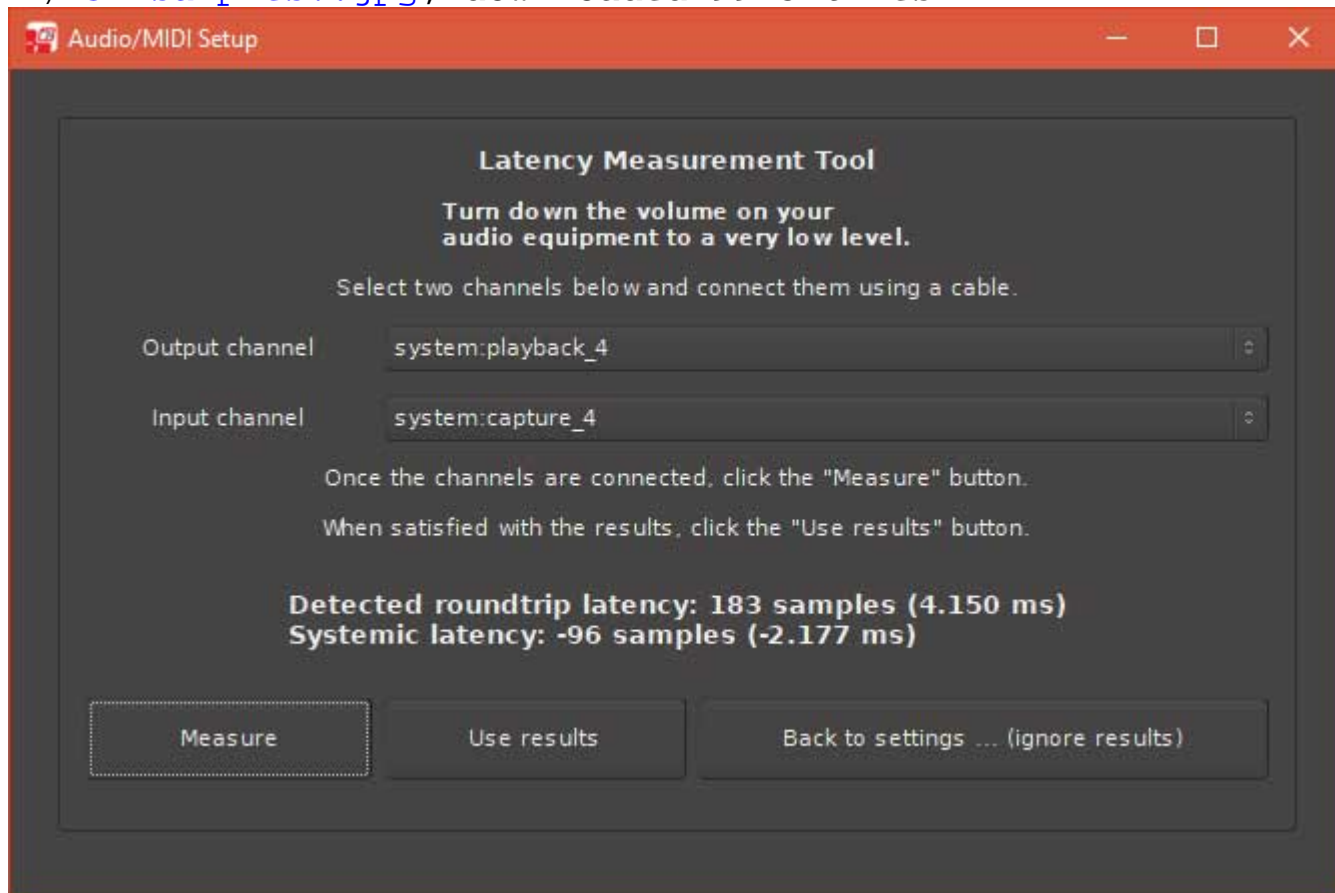 Audio/MIDI Setup
Latency Measurement Tool
Turn down the volume on your
audio equipment to a very low level.
Select two channels below and connect them using a cable.
Output channel system:playback_4
Input channel system:capture_4
Once the channels are connected, click the "Measure" button.
When satisfied with the results, click the "Use results" button.
Detected roundtrip latency: 183 samples (4.150 ms)
Systemic latency: -96 samples (-2.177 ms)
Measure Use results Back to settings ... (ignore results)